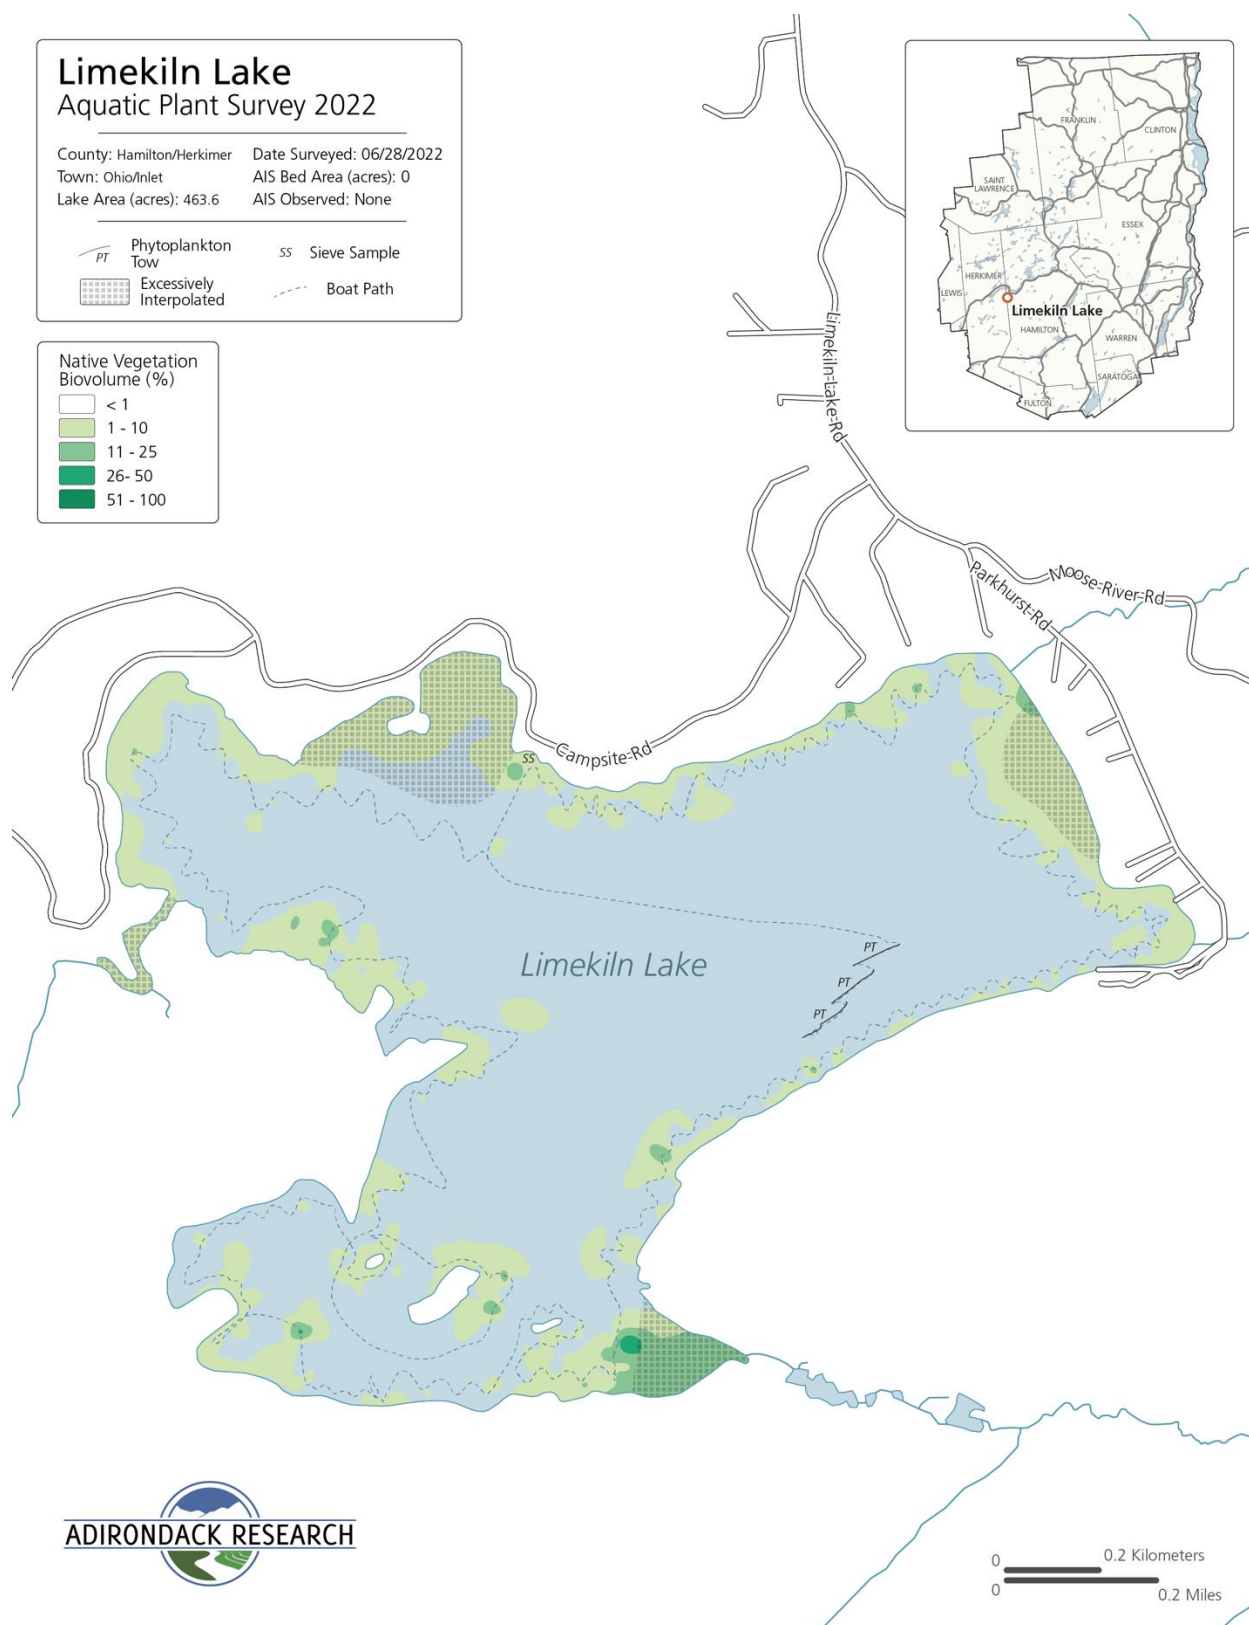 Limekiln Lake
Aquatic Plant Survey 2022
County: Hamilton/Herkimer
Date Surveyed: 06/28/2022
Town: Ohio/Inlet
AIS Bed Area (acres): 0
Lake Area (acres): 463.6
AIS Observed: None
PT
Phytoplankton
Tow
SS
Sieve Sample
Excessively
Interpolated
Boat Path
Native Vegetation
Biovolume (%)
< 1
1 - 10
11 - 25
26- 50
51 - 100
FRANKLIN
CLINTON
SAINT
LAWRENCE
ESSEX
HERKIMER
LEWIS
Limekiln Lake
HAMILTON
WARREN
SARATOGA
FULTON
Limekiln-Lake-Rd
Moose-River-Rd
Parkhurst-Rd
Campsite-Rd
SS
Limekiln Lake
PT
PT
PT
ADIRONDACK RESEARCH
0
0.2 Kilometers
0
0.2 Miles